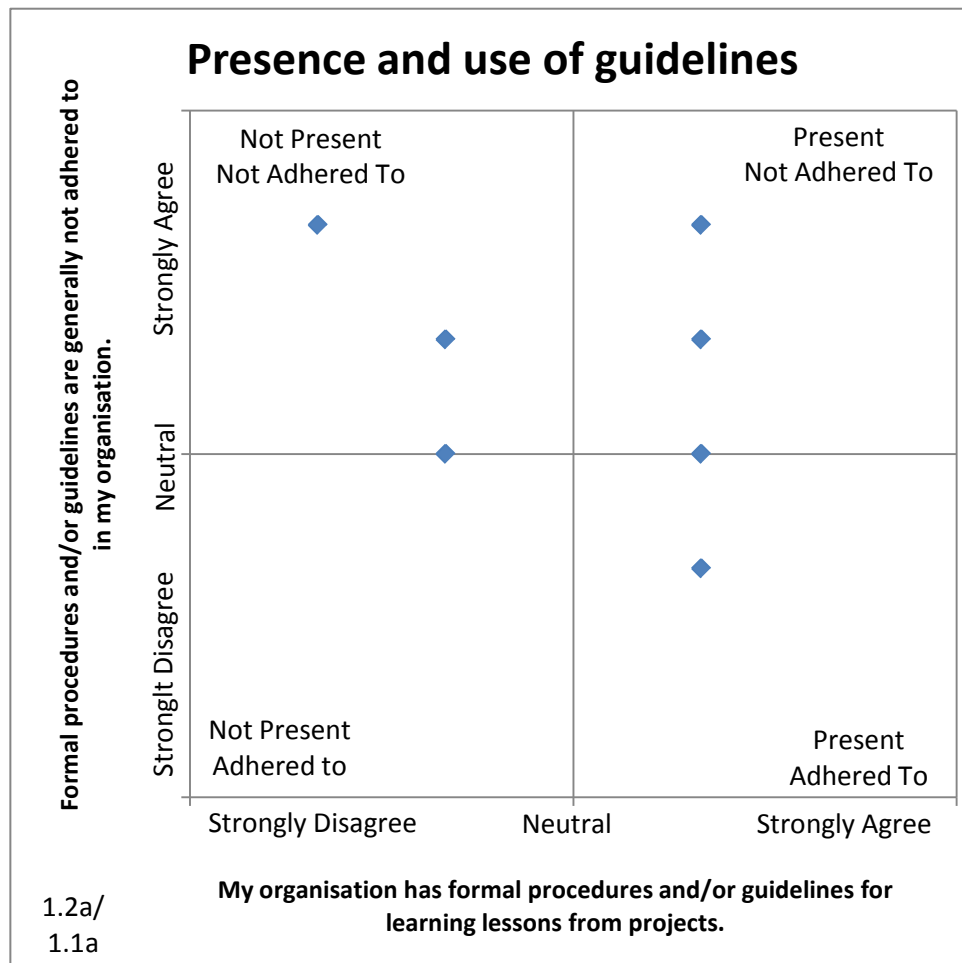 Presence and use of guidelines
Formal procedures and/or guidelines are generally not adhered to
in my organisation.
Strongly Agree
Neutral
Stronglt Disagree
Not Present
Not Adhered To
Present
Not Adhered To
Not Present
Adhered to
Present
Adhered To
Strongly Disagree
Neutral
Strongly Agree
My organisation has formal procedures and/or guidelines for
learning lessons from projects.
1.2a/
1.1a